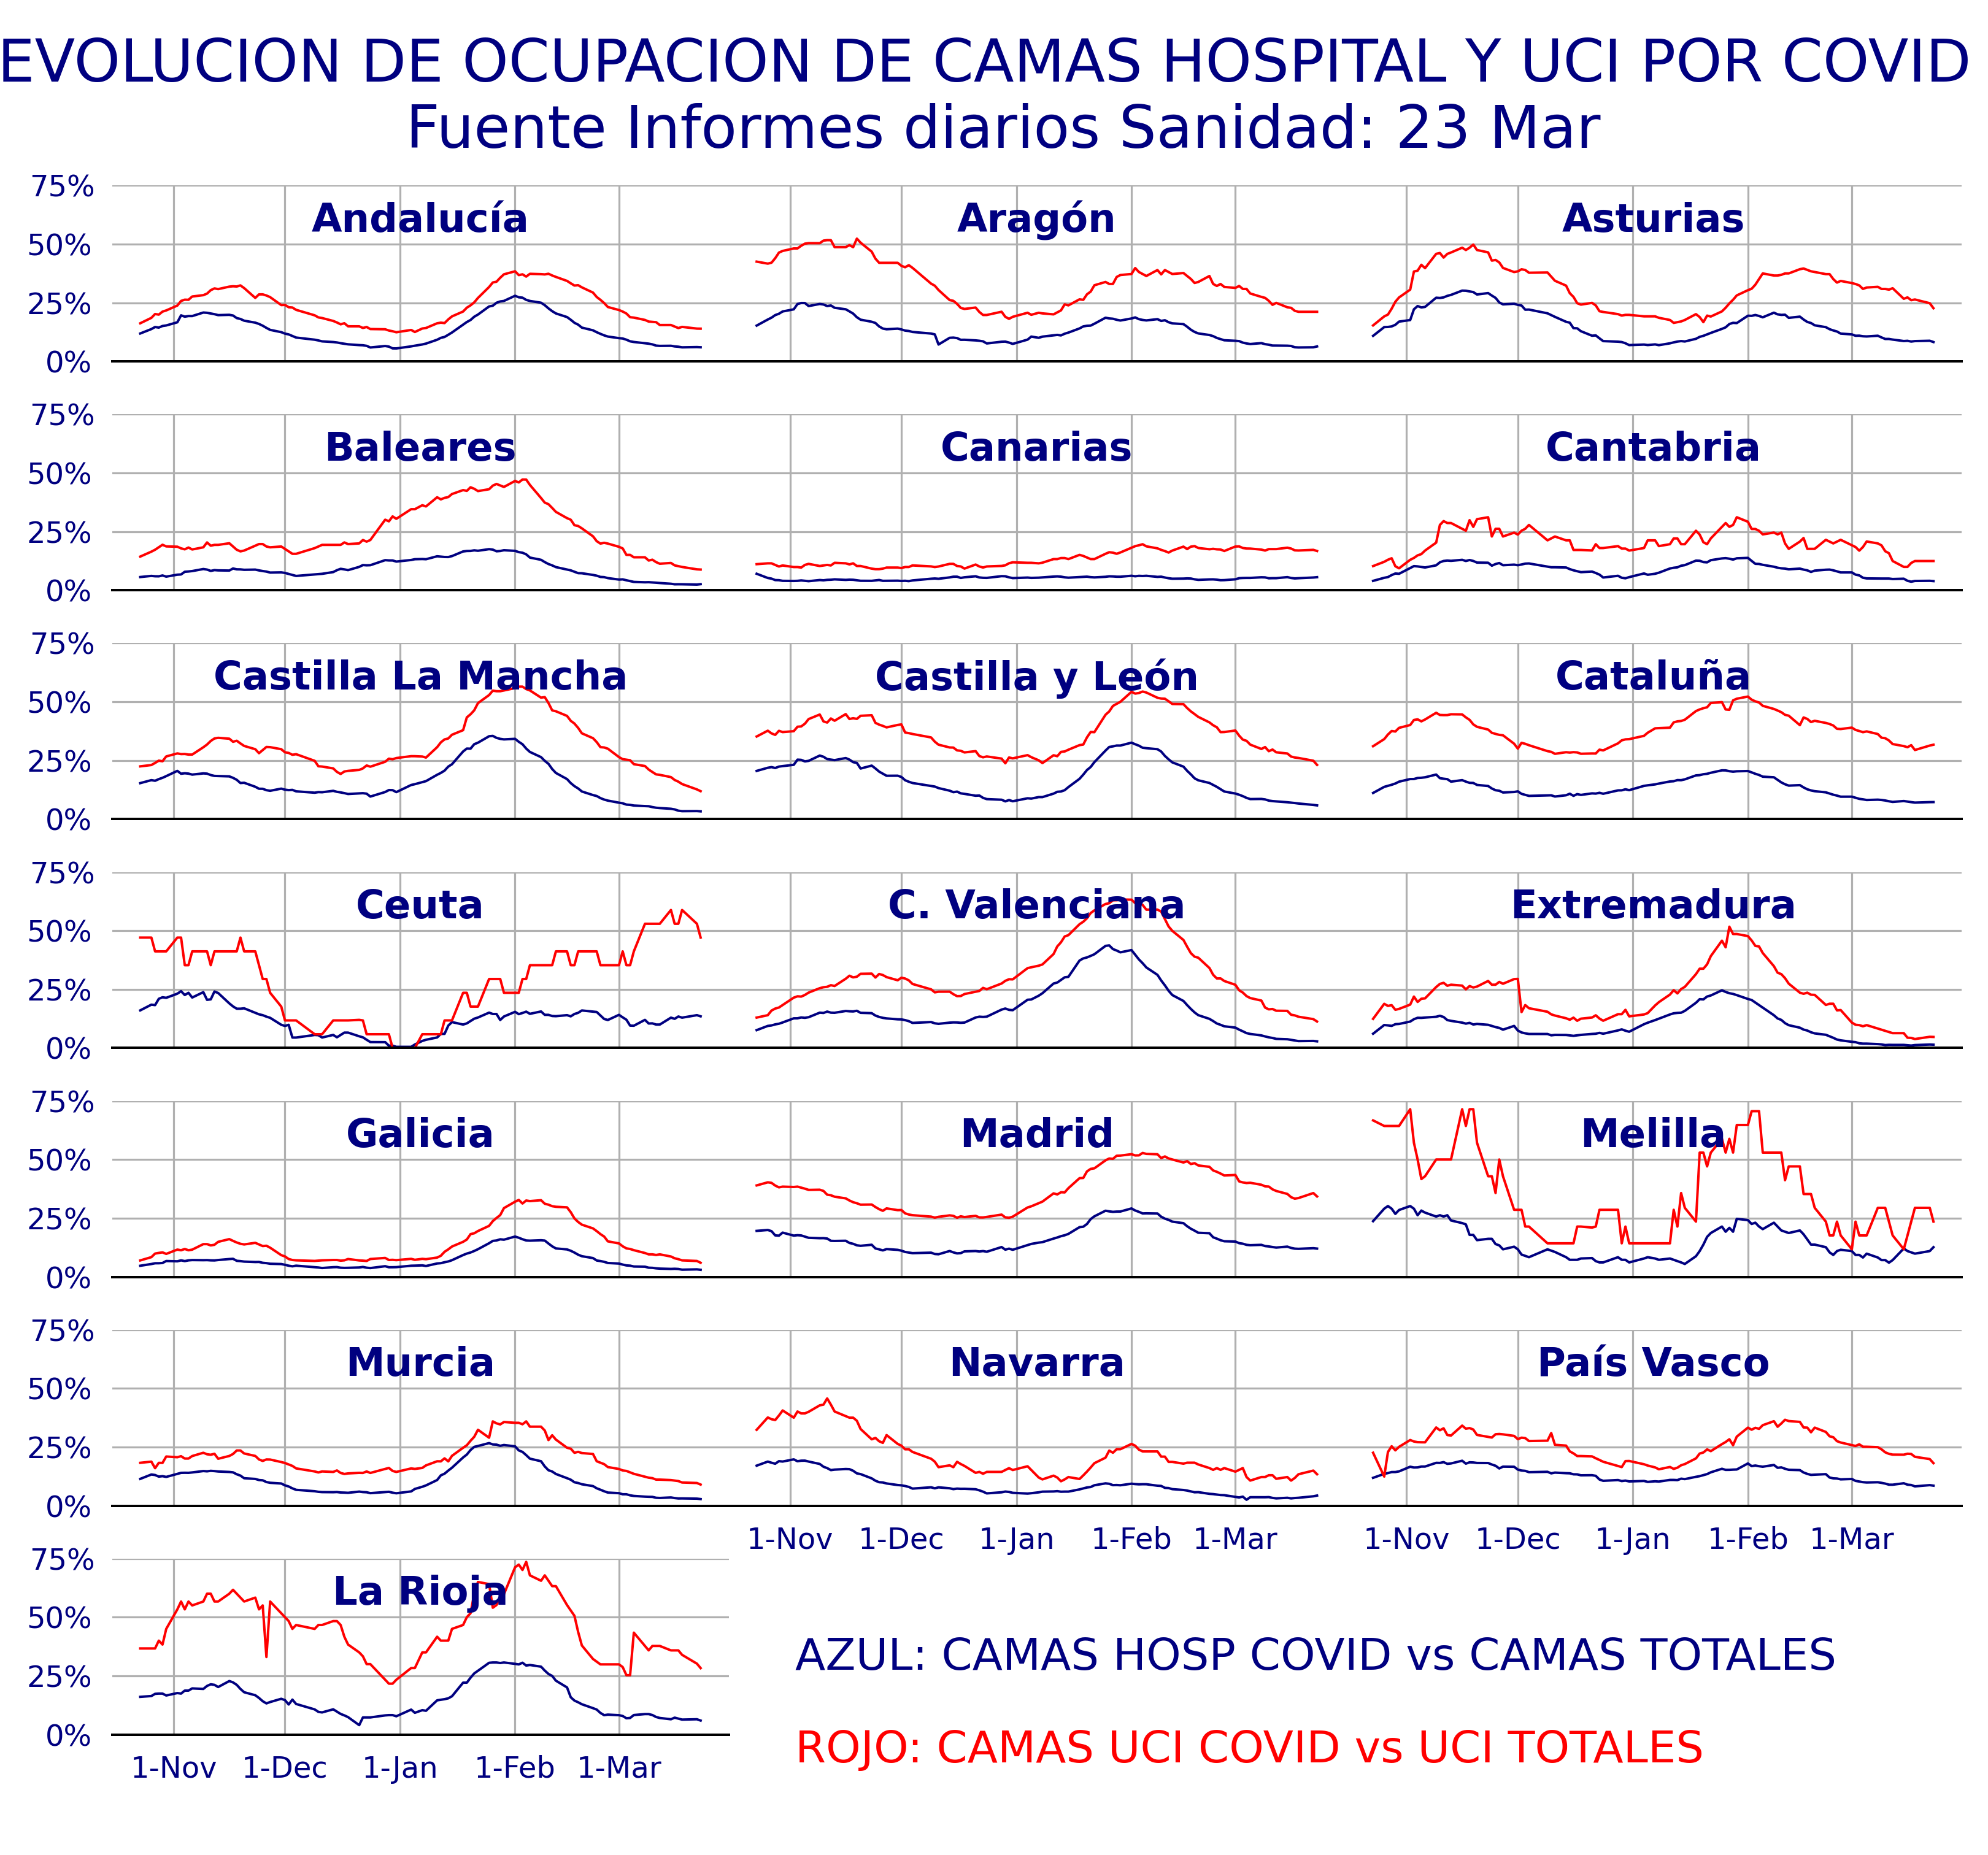 EVOLUCION DE OCUPACION DE CAMAS HOSPITAL Y UCI POR COVID
Fuente Informes diarios Sanidad: 23 Mar
75%
50%
25%
0%
Andalucía
Aragón
Asturias
75%
50%
25%
0%
Baleares
Canarias
Cantabria
75%
50%
25%
0%
Castilla La Mancha
Castilla y León
Cataluña
75%
50%
25%
0%
Ceuta
C. Valenciana
Extremadura
75%
50%
25%
0%
Galicia
Madrid
Melilla
75%
50%
25%
0%
Murcia
Navarra
País Vasco
1-Nov 1-Dec 1-Jan 1-Feb 1-Mar
1-Nov 1-Dec 1-Jan 1-Feb 1-Mar
75%
50%
25%
0%
La Rioja
1-Nov 1-Dec 1-Jan 1-Feb 1-Mar
AZUL: CAMAS HOSP COVID vs CAMAS TOTALES
ROJO: CAMAS UCI COVID vs UCI TOTALES